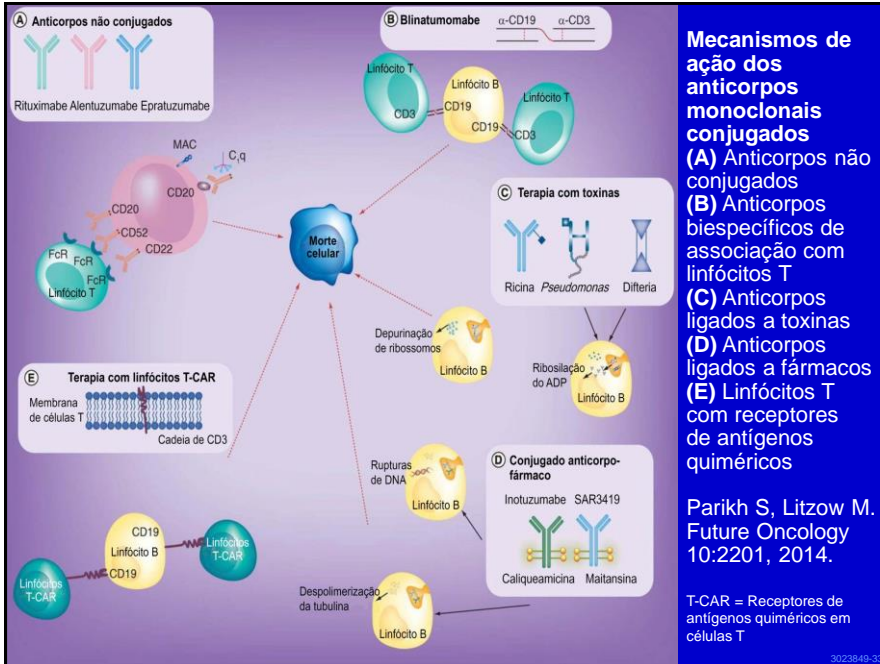 A Anticorpos não conjugados
Rituximabe Alentuzumabe Epratuzumabe
B Blinatumomabe
α-CD19 α-CD3
Linfócito T
CD3
CD19
Linfócito B
CD19
CD3
Linfócito T
MAC
C₁q
CD20
CD20
CD52
CD22
FcR
FcR
FcR
Linfócito T
Morte
celular
C Terapia com toxinas
Ricina Pseudomonas Difteria
Depurinação
de ribossomos
Linfócito B
Ribosilação
do ADP
Linfócito B
E Terapia com linfócitos T-CAR
Membrana
de células T
Cadeia de CD3
Rupturas
de DNA
Linfócito B
D Conjugado anticorpo-
fármaco
Inotuzumabe SAR3419
Caliqueamicina Maitansina
CD19
Linfócito B
CD19
Linfócitos
T-CAR
Linfócitos
T-CAR
Despolimerização
da tubulina
Linfócito B
Mecanismos de
ação dos
anticorpos
monoclonais
conjugados
(A) Anticorpos não
conjugados
(B) Anticorpos
biespecíficos de
associação com
linfócitos T
(C) Anticorpos
ligados a toxinas
(D) Anticorpos
ligados a fármacos
(E) Linfócitos T
com receptores
de antígenos
quiméricos
Parikh S, Litzow M.
Future Oncology
10:2201, 2014.
T-CAR = Receptores de
antígenos quiméricos em
células T